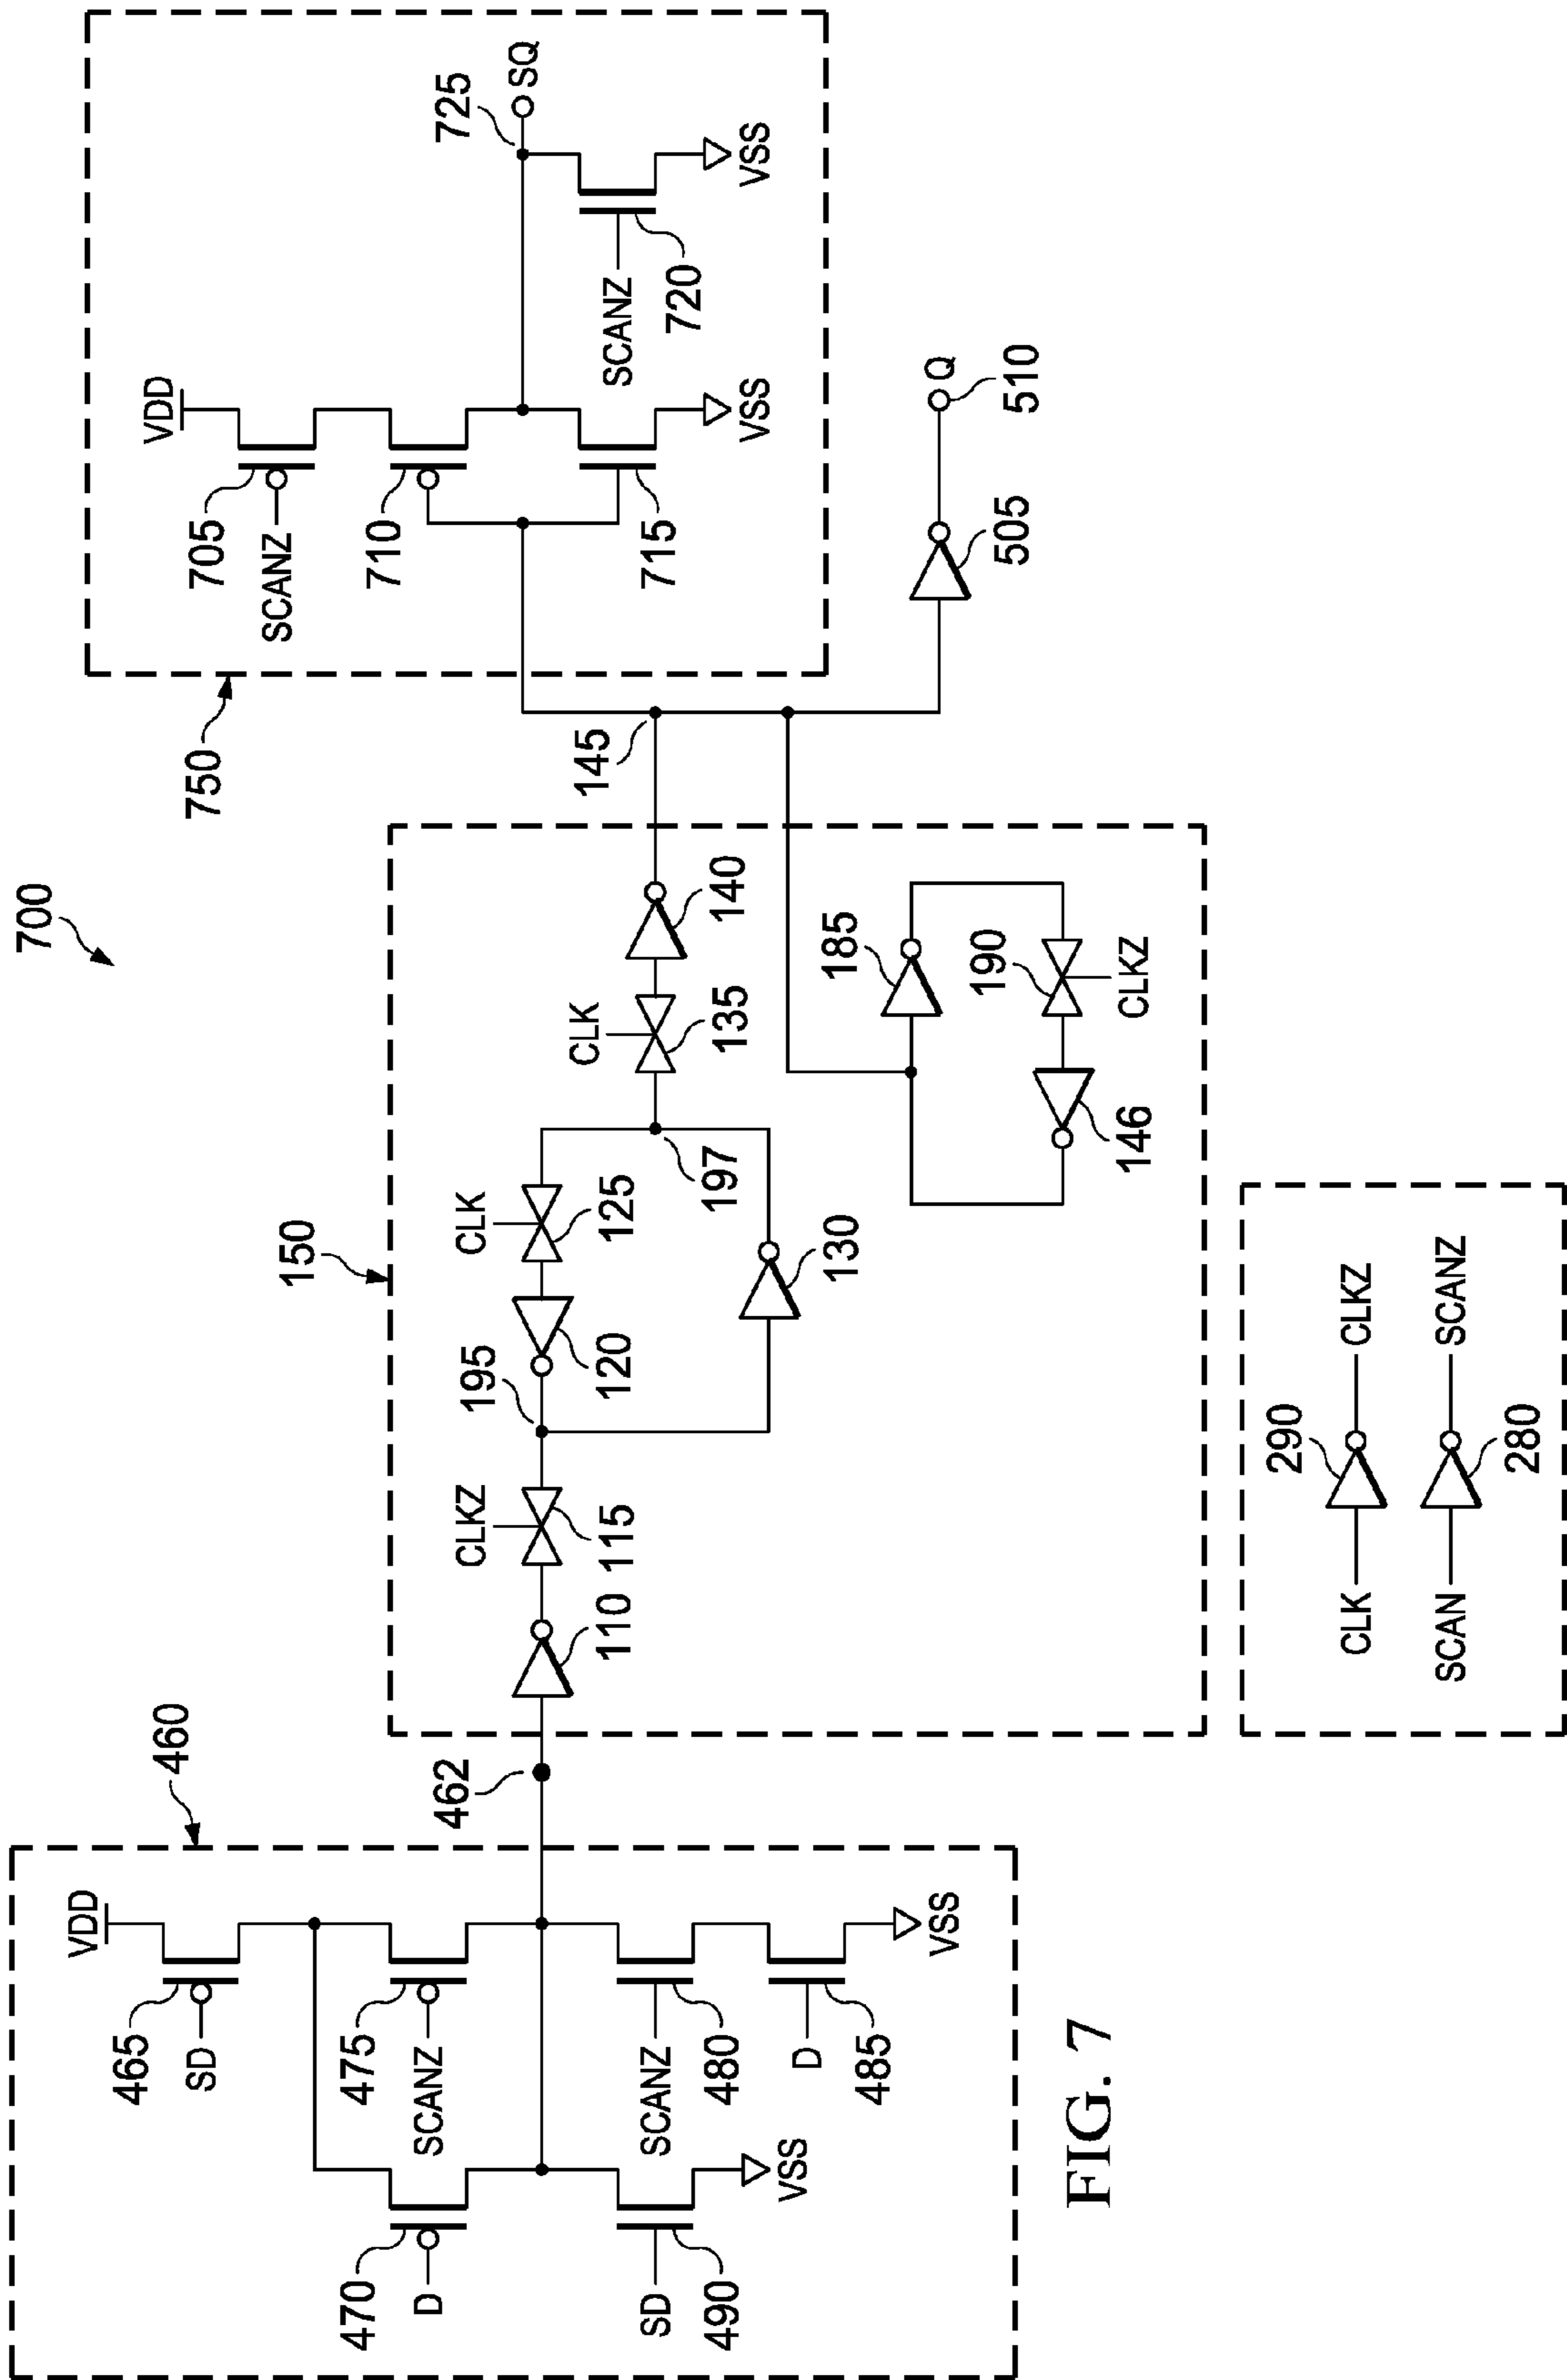 700
460
VDD
465
SD
470
D
475
SCANZ
SCANZ
480
SD
490
D
485
VSS
VSS
462
150
110
CLKZ
115
195
120
CLK
125
197
130
CLK
135
140
145
185
190
CLKZ
146
750
VDD
705
SCANZ
710
715
VSS
725
SQ
SCANZ
720
VSS
505
Q
510
CLK
290
CLKZ
SCAN
280
SCANZ
FIG. 7